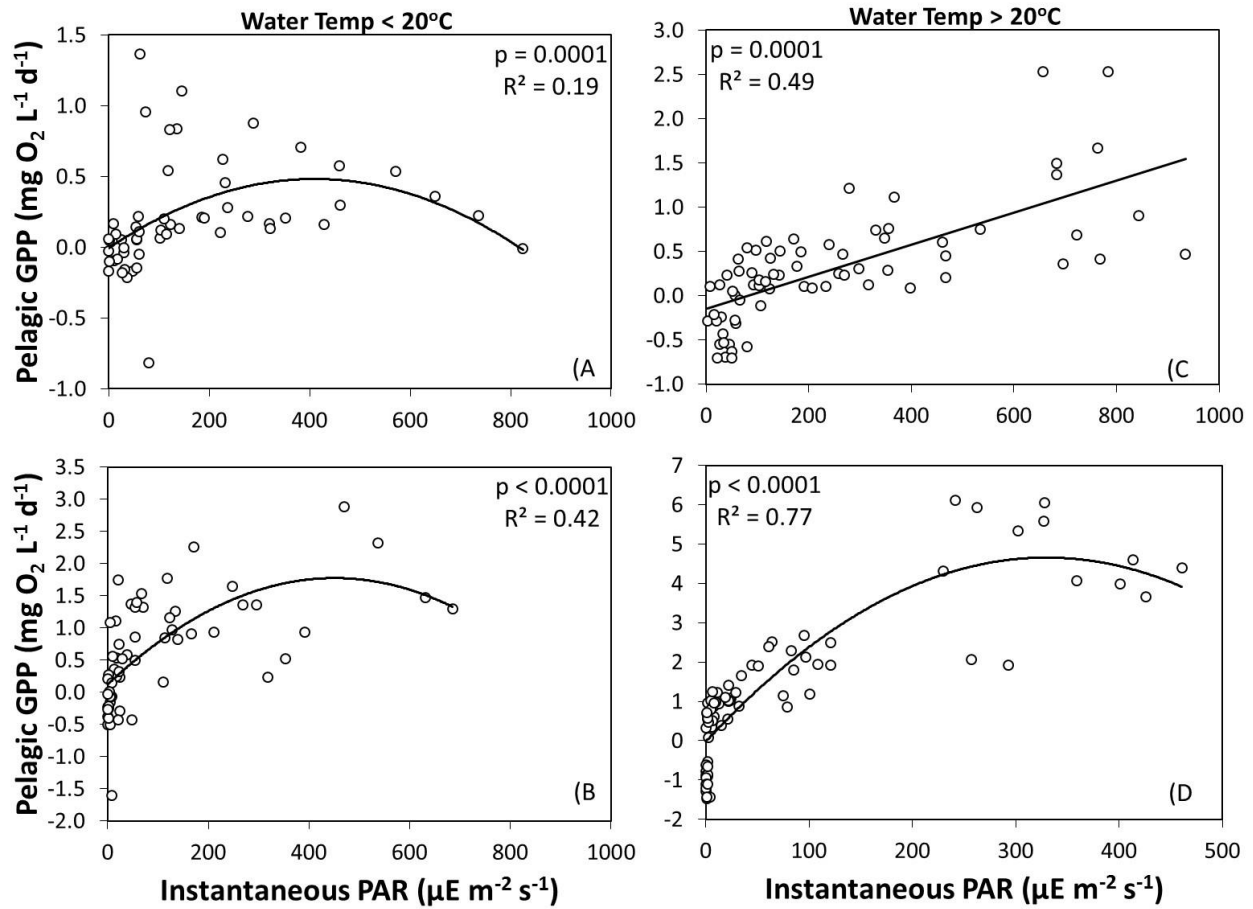 Water Temp < 20°C
Water Temp > 20°C
Pelagic GPP (mg O₂ L⁻¹ d⁻¹)
1.5
1.0
0.5
0.0
-0.5
-1.0
p = 0.0001
R² = 0.19
(A
0 200 400 600 800 1000
3.0
2.5
2.0
1.5
1.0
0.5
0.0
-0.5
-1.0
p = 0.0001
R² = 0.49
(C
0 200 400 600 800 1000
Pelagic GPP (mg O₂ L⁻¹ d⁻¹)
3.5
3.0
2.5
2.0
1.5
1.0
0.5
0.0
-0.5
-1.0
-1.5
-2.0
p < 0.0001
R² = 0.42
(B
0 200 400 600 800 1000
Instantaneous PAR (µE m⁻² s⁻¹)
7
6
5
4
3
2
1
0
-1
-2
p < 0.0001
R² = 0.77
(D
0 100 200 300 400 500
Instantaneous PAR (µE m⁻² s⁻¹)